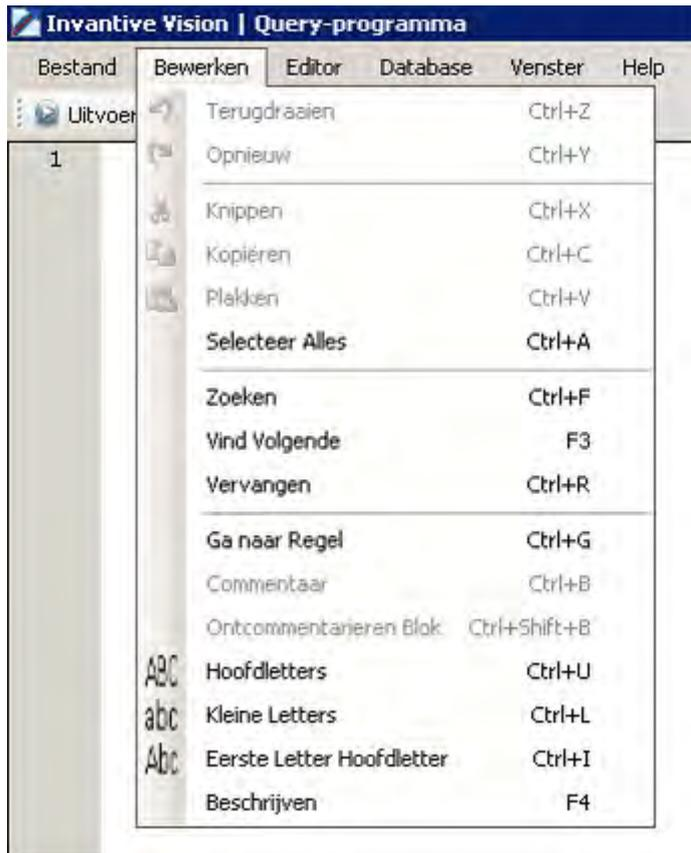 Invantive Vision | Query-programma
Bestand Bewerken Editor Database Venster Help
Uitvoer
1
Terugdraaien Ctrl+Z
Opnieuw Ctrl+Y
Knippen Ctrl+X
Kopiëren Ctrl+C
Plakken Ctrl+V
Selecteer Alles Ctrl+A
Zoeken Ctrl+F
Vind Volgende F3
Vervangen Ctrl+R
Ga naar Regel Ctrl+G
Commentaar Ctrl+B
Ontcommentariëren Blok Ctrl+Shift+B
ABC Hoofdletters Ctrl+U
abc Kleine Letters Ctrl+L
Abc Eerste Letter Hoofdletter Ctrl+I
Beschrijven F4